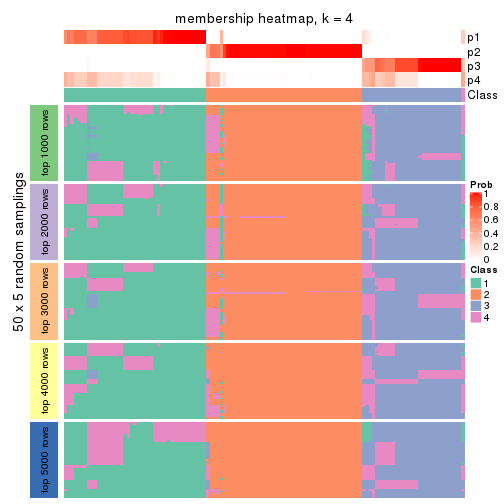 membership heatmap, k = 4
p1
p2
p3
p4
Class
50 x 5 random samplings
top 1000 rows
top 2000 rows
top 3000 rows
top 4000 rows
top 5000 rows
Prob
1
0.8
0.6
0.4
0.2
0
Class
1
2
3
4